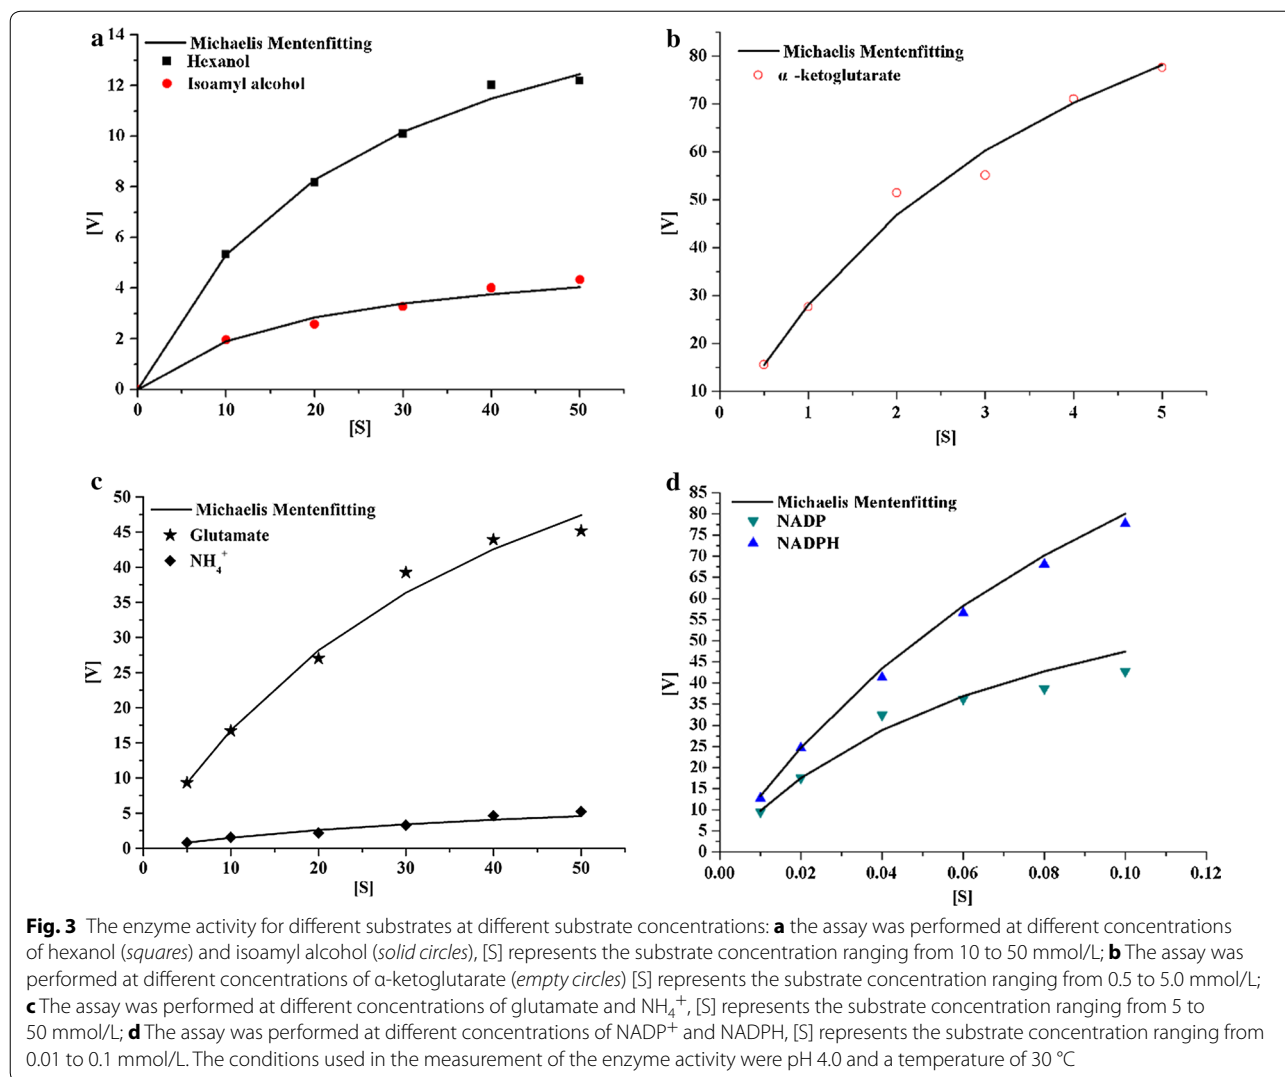 a
Michaelis Mentenfitting
Hexanol
Isoamyl alcohol
14
12
10
8
6
4
2
0
[V]
0 10 20 30 40 50
[S]
b
Michaelis Mentenfitting
α -ketoglutarate
80
70
60
50
40
30
20
10
[V]
1 2 3 4 5
[S]
c
Michaelis Mentenfitting
Glutamate
NH₄⁺
50
45
40
35
30
25
20
15
10
5
0
[V]
0 10 20 30 40 50
[S]
d
Michaelis Mentenfitting
NADP
NADPH
85
80
75
70
65
60
55
50
45
40
35
30
25
20
15
10
5
0
[V]
0.00 0.02 0.04 0.06 0.08 0.10 0.12
[S]
Fig. 3 The enzyme activity for different substrates at different substrate concentrations: a the assay was performed at different concentrations
of hexanol (squares) and isoamyl alcohol (solid circles), [S] represents the substrate concentration ranging from 10 to 50 mmol/L; b The assay was
performed at different concentrations of α-ketoglutarate (empty circles) [S] represents the substrate concentration ranging from 0.5 to 5.0 mmol/L;
c The assay was performed at different concentrations of glutamate and NH₄⁺, [S] represents the substrate concentration ranging from 5 to
50 mmol/L; d The assay was performed at different concentrations of NADP⁺ and NADPH, [S] represents the substrate concentration ranging from
0.01 to 0.1 mmol/L. The conditions used in the measurement of the enzyme activity were pH 4.0 and a temperature of 30 °C